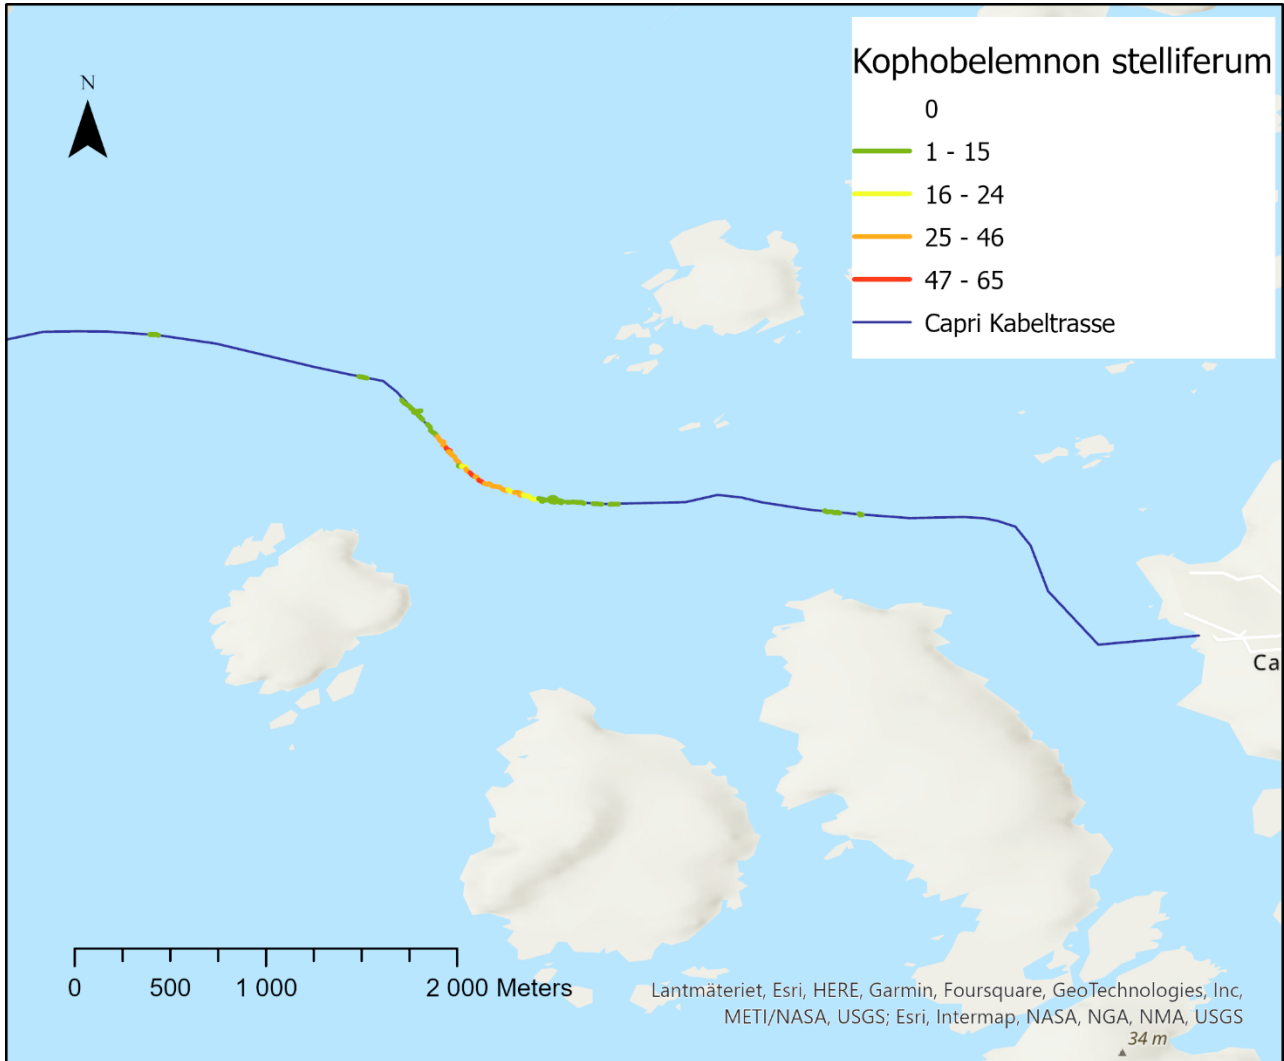 Kophobelemnon stelliferum
N
0
1 - 15
16 - 24
25 - 46
47 - 65
Capri Kabeltrasse
Ca
0 500 1 000 2 000 Meters
Lantmäteriet, Esri, HERE, Garmin, Foursquare, GeoTechnologies, Inc,
METI/NASA, USGS; Esri, Intermap, NASA, NGA, NMA, USGS
34 m